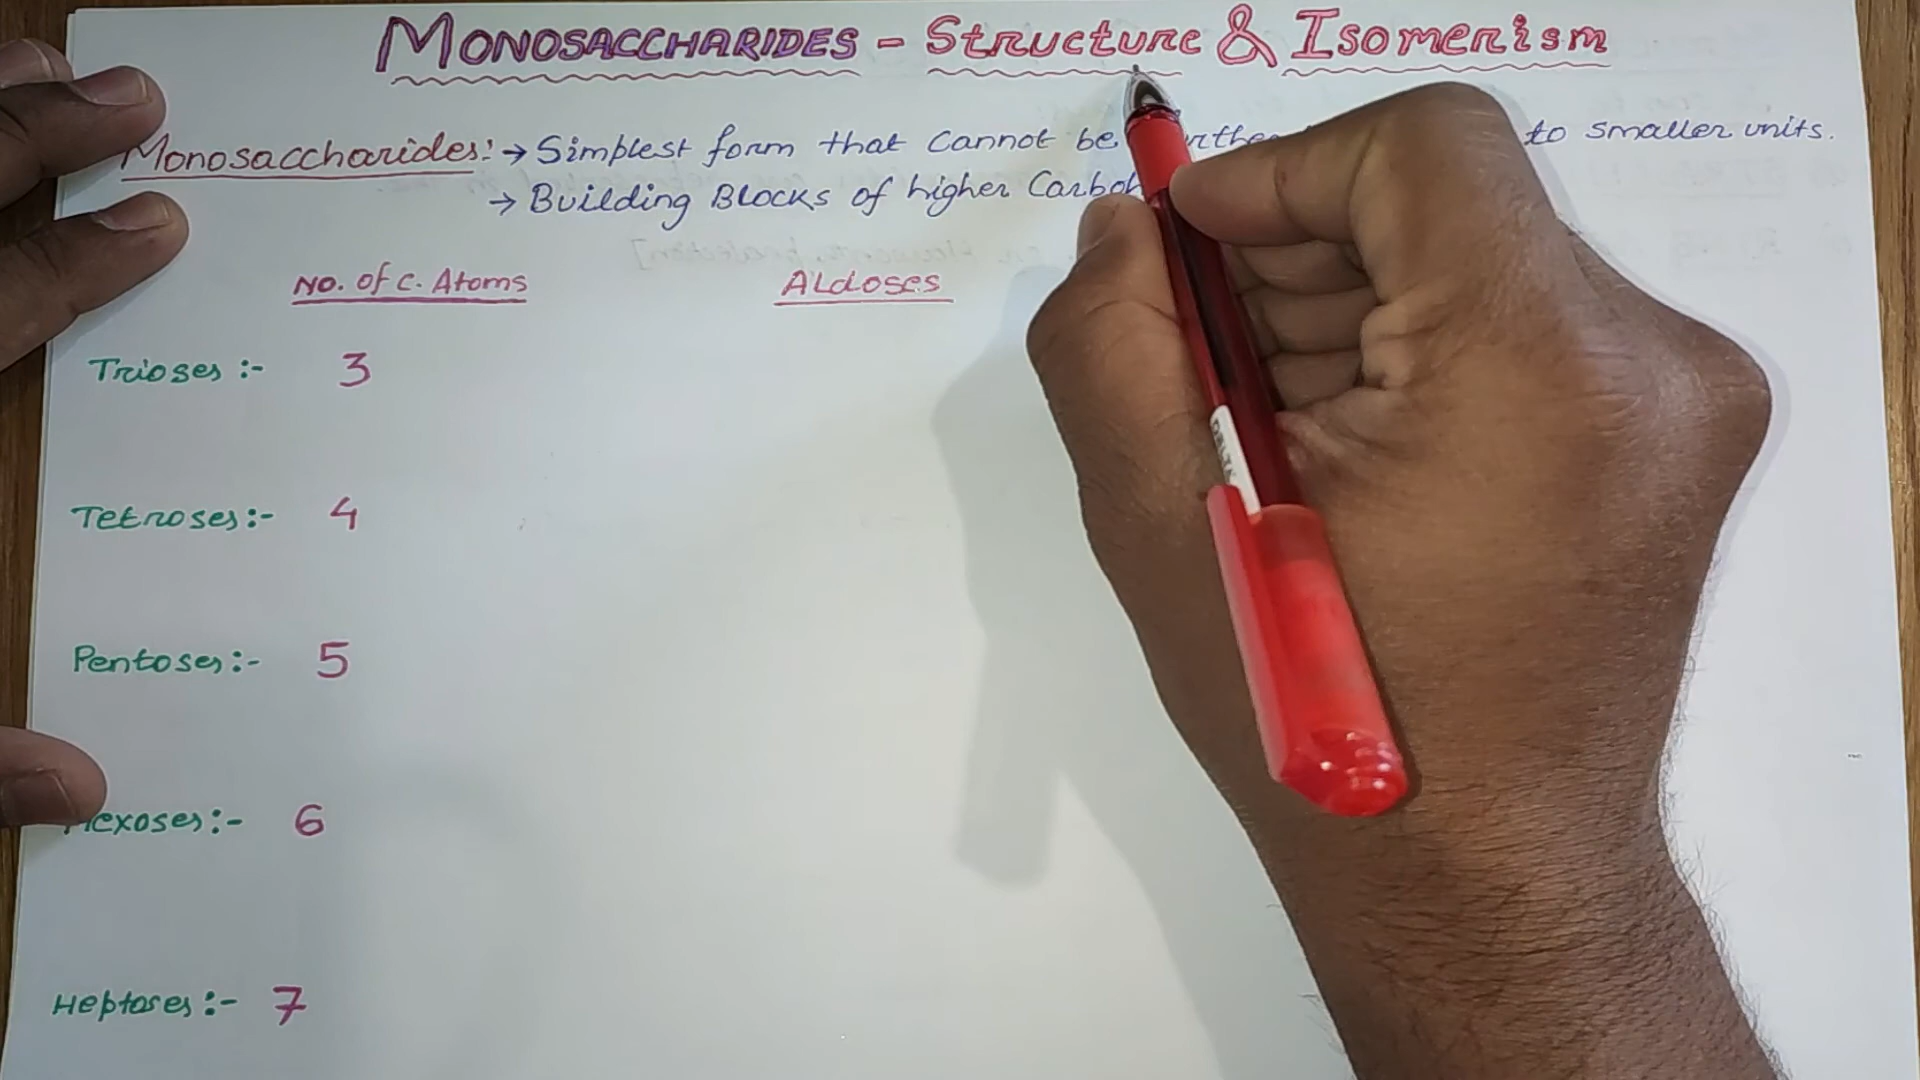 MONOSACCHARIDES - Structure & Isomerism
Monosaccharides:→ Simplest form that cannot be to smaller units.
→ Building Blocks of higher
No. of C. Atoms Aldoses
Trioses :- 3
Tetroses:- 4
Pentoses:- 5
Hexoses:- 6
Heptoses:- 7